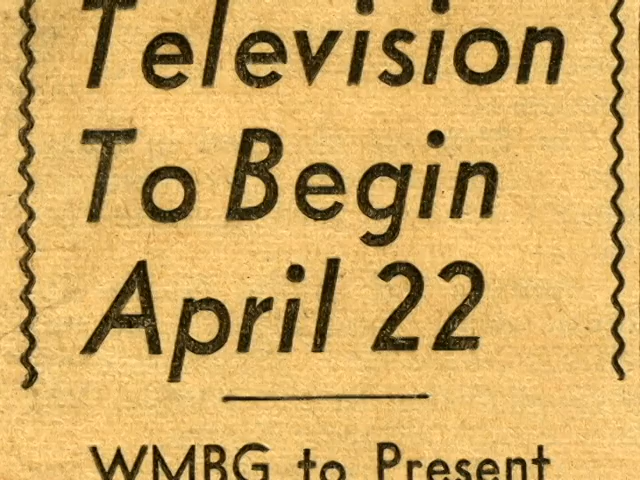 Television
To Begin
April 22
WMBG to Present